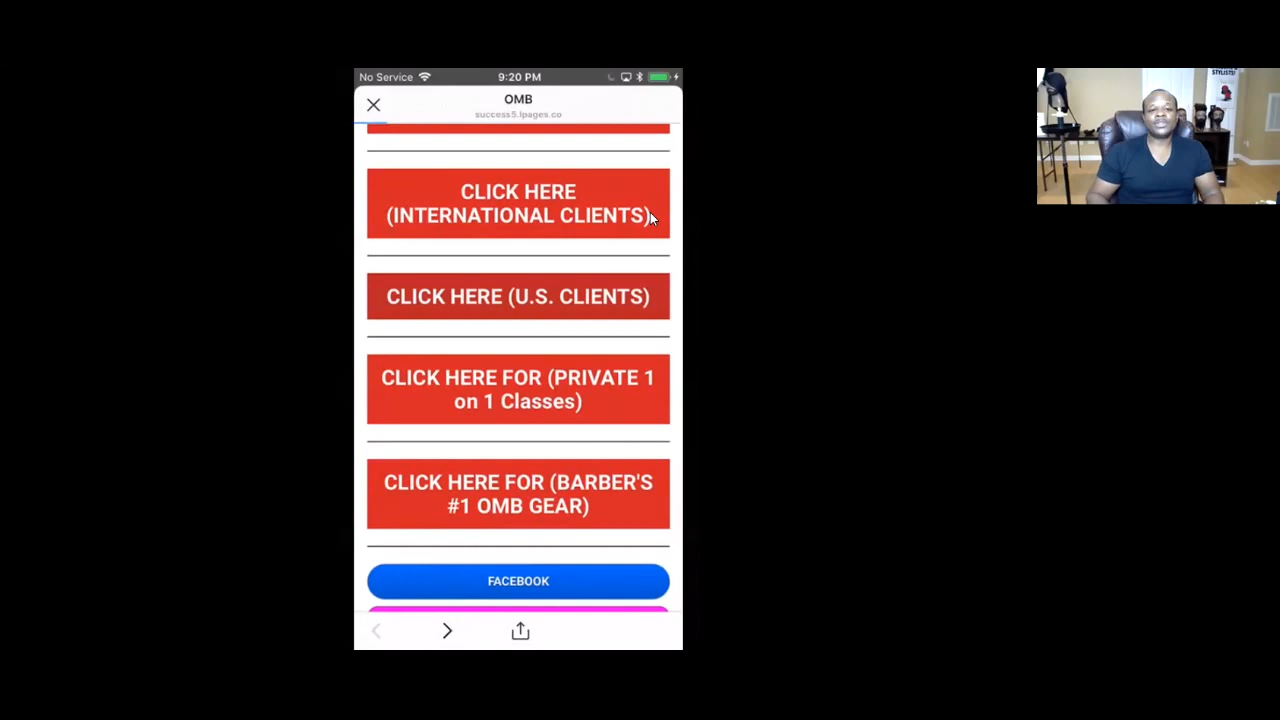 No Service
9:20 PM
OMB
success5.lpages.co
CLICK HERE
(INTERNATIONAL CLIENTS)
CLICK HERE (U.S. CLIENTS)
CLICK HERE FOR (PRIVATE 1
on 1 Classes)
CLICK HERE FOR (BARBER'S
#1 OMB GEAR)
FACEBOOK
STYLISTS!